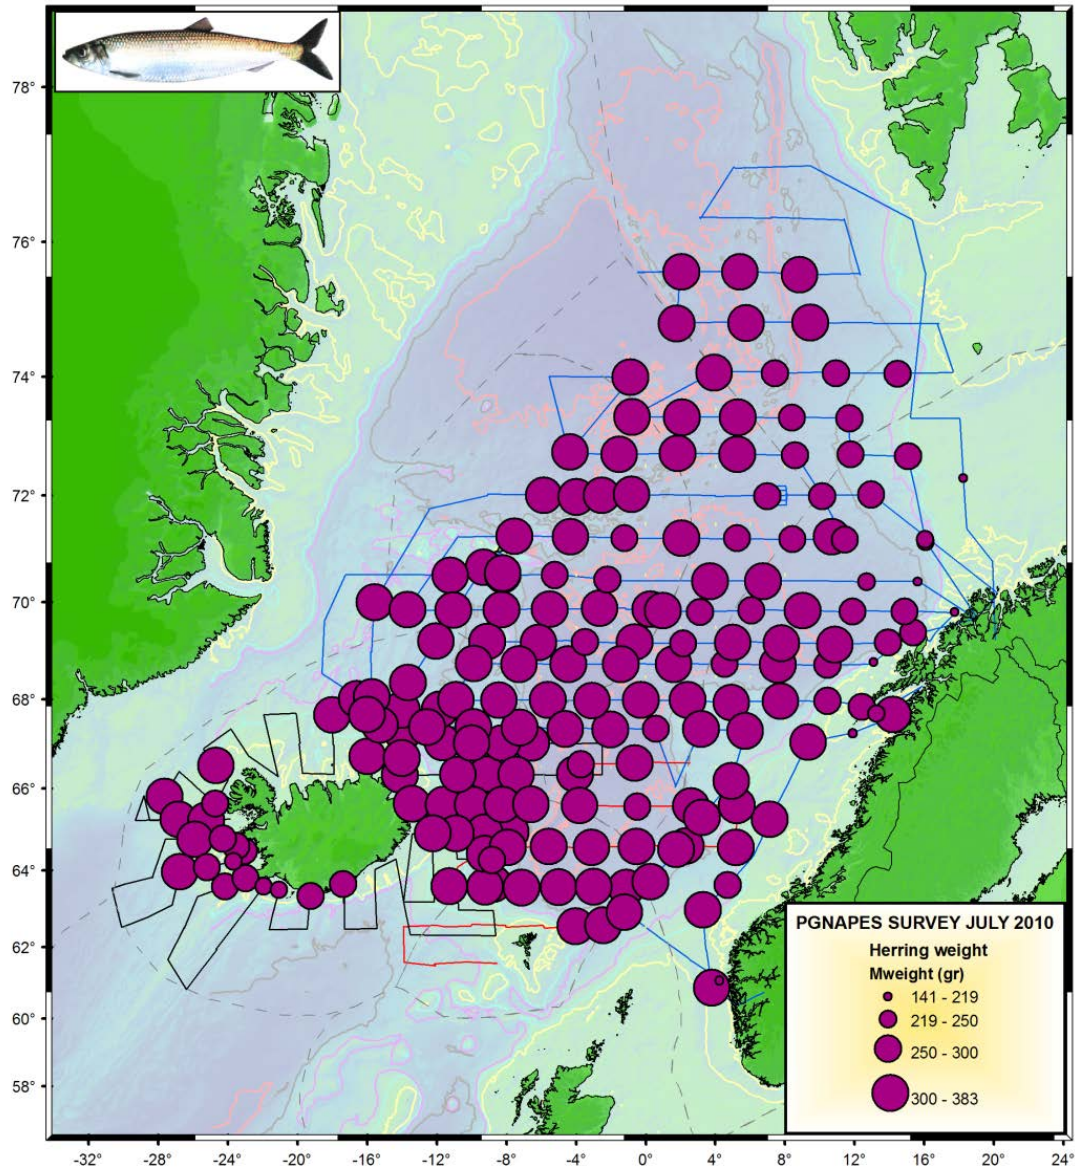 78°
76°
74°
72°
70°
68°
66°
64°
62°
60°
58°
PGNAPES SURVEY JULY 2010
Herring weight
Mweight (gr)
141 - 219
219 - 250
250 - 300
300 - 383
-32° -28° -24° -20° -16° -12° -8° -4° 0° 4° 8° 12° 16° 20° 24°